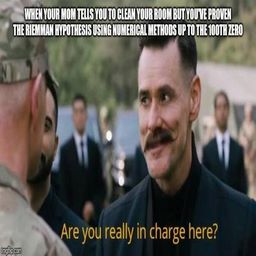 WHEN YOUR MOM TELLS YOU TO CLEAN YOUR ROOM BUT YOU'VE PROVEN
THE RIEMMAN HYPOTHESIS USING NUMERICAL METHODS UP TO THE 100TH ZERO
Are you really in charge here?
imgflip.com